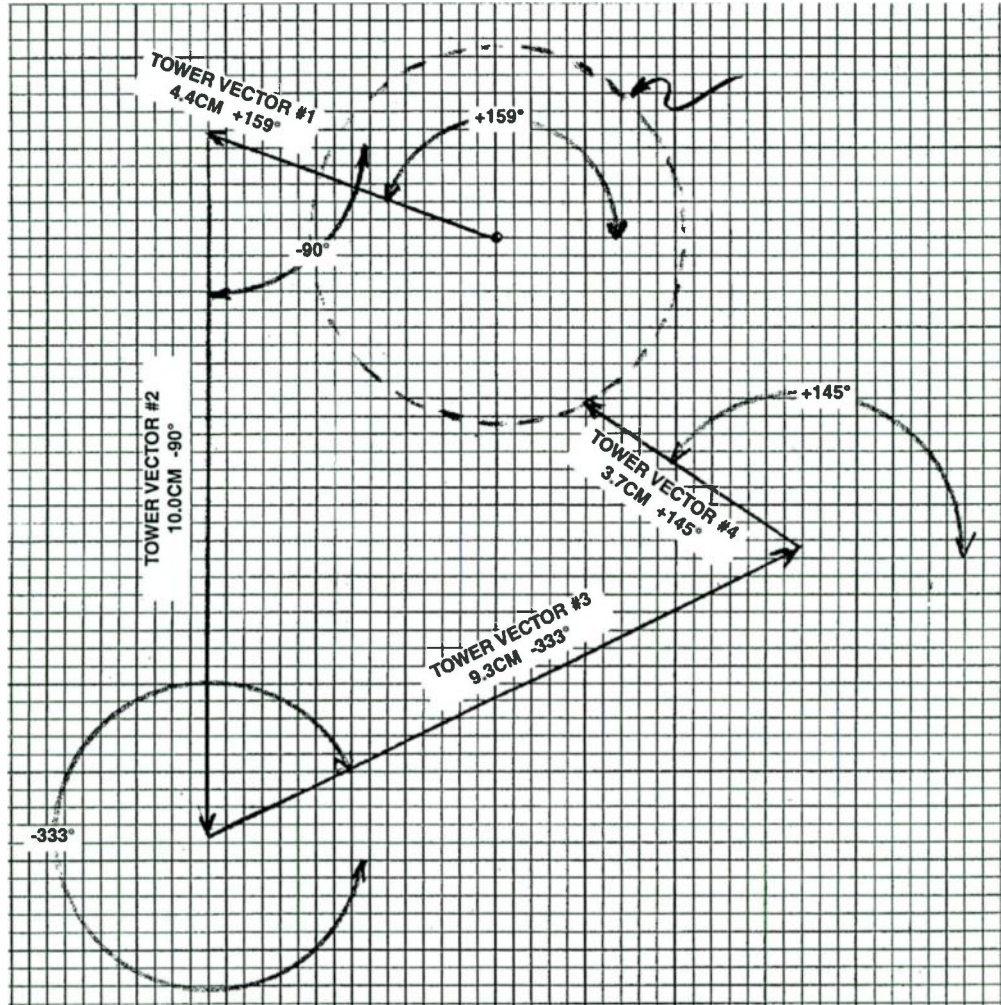 TOWER VECTOR #1
4.4CM +159°
+159°
-90°
TOWER VECTOR #2
10.0CM -90°
+145°
TOWER VECTOR #4
3.7CM +145°
TOWER VECTOR #3
9.3CM -333°
-333°